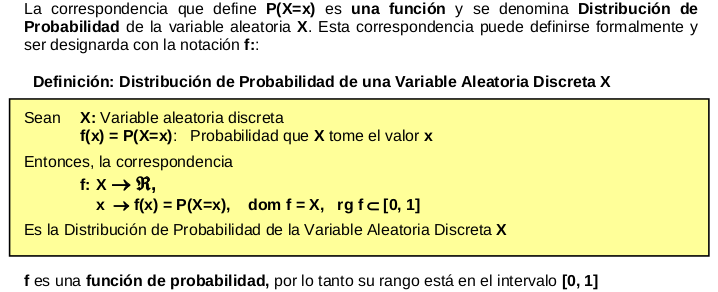 La correspondencia que define P(X=x) es una función y se denomina Distribución de
Probabilidad de la variable aleatoria X. Esta correspondencia puede definirse formalmente y
ser designarda con la notación f::
Definición: Distribución de Probabilidad de una Variable Aleatoria Discreta X
Sean X: Variable aleatoria discreta
f(x) = P(X=x): Probabilidad que X tome el valor x
Entonces, la correspondencia
f: X → ℜ,
x → f(x) = P(X=x), dom f = X, rg f ⊂ [0, 1]
Es la Distribución de Probabilidad de la Variable Aleatoria Discreta X
f es una función de probabilidad, por lo tanto su rango está en el intervalo [0, 1]